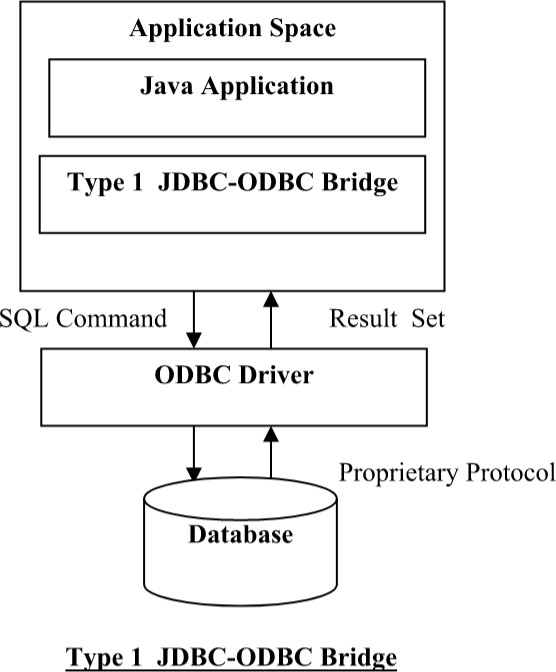 Application Space
Java Application
Type 1 JDBC-ODBC Bridge
SQL Command
Result Set
ODBC Driver
Proprietary Protocol
Database
Type 1 JDBC-ODBC Bridge